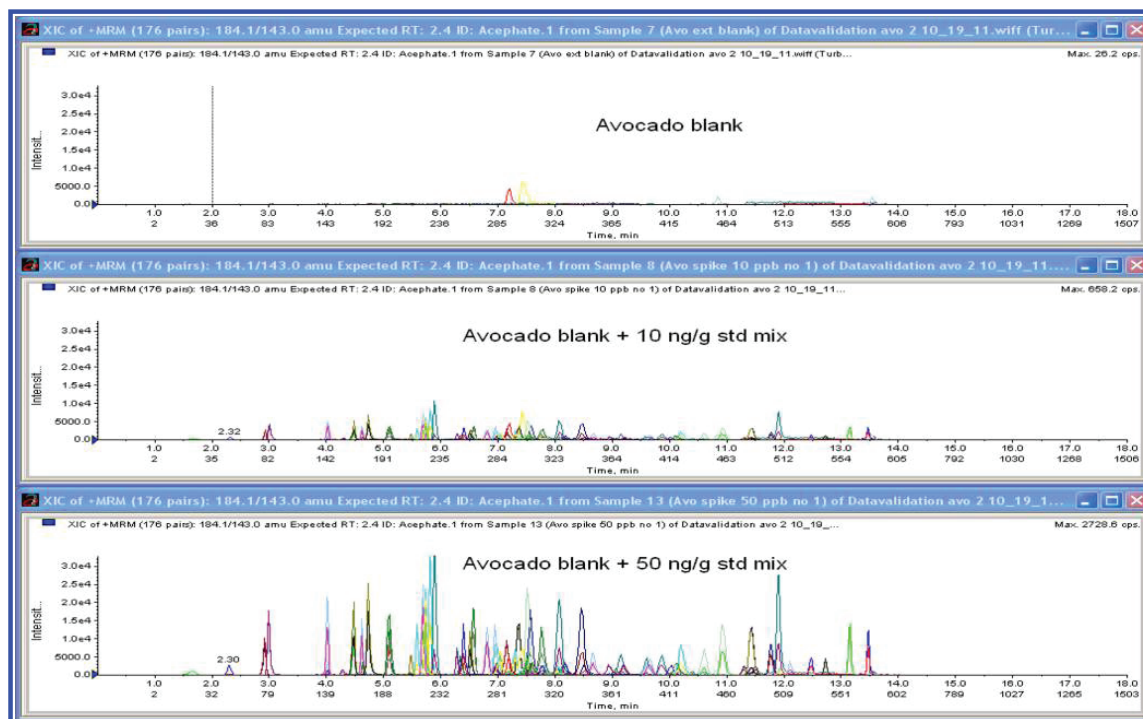 XIC of +MRM (176 pairs): 184.1/143.0 amu Expected RT: 2.4 ID: Acephate.1 from Sample 7 (Avo ext blank) of Datavalidation avo 2 10_19_11.wiff (Tur...
XIC of +MRM (176 pairs): 184.1/143.0 amu Expected RT: 2.4 ID: Acephate.1 from Sample 7 (Avo ext blank) of Datavalidation avo 2 10_19_11.wiff (Turb... Max. 26.2 cps.
Avocado blank
Intensit...
3.0e4
2.5e4
2.0e4
1.5e4
1.0e4
5000.0
0.0
1.0 2.0 3.0 4.0 5.0 6.0 7.0 8.0 9.0 10.0 11.0 12.0 13.0 14.0 15.0 16.0 17.0 18.0
2 36 83 143 192 236 284 324 365 415 463 513 555 606 793 1031 1269 1507
Time, min
XIC of +MRM (176 pairs): 184.1/143.0 amu Expected RT: 2.4 ID: Acephate.1 from Sample 8 (Avo spike 10 ppb no 1) of Datavalidation avo 2 10_19_11....
XIC of +MRM (176 pairs): 184.1/143.0 amu Expected RT: 2.4 ID: Acephate.1 from Sample 8 (Avo spike 10 ppb no 1) of Datavalidation avo 2 10_19_11... Max. 658.2 cps.
Avocado blank + 10 ng/g std mix
Intensit...
3.0e4
2.5e4
2.0e4
1.5e4
1.0e4
5000.0
0.0
2.32
1.0 2.0 3.0 4.0 5.0 6.0 7.0 8.0 9.0 10.0 11.0 12.0 13.0 14.0 15.0 16.0 17.0 18.0
2 35 82 142 191 235 284 324 364 414 463 512 554 605 792 1030 1268 1506
Time, min
XIC of +MRM (176 pairs): 184.1/143.0 amu Expected RT: 2.4 ID: Acephate.1 from Sample 13 (Avo spike 50 ppb no 1) of Datavalidation avo 2 10_19_1...
XIC of +MRM (176 pairs): 184.1/143.0 amu Expected RT: 2.4 ID: Acephate.1 from Sample 13 (Avo spike 50 ppb no 1) of Datavalidation avo 2 10_19_... Max. 2728.6 cps.
Avocado blank + 50 ng/g std mix
Intensit...
3.0e4
2.5e4
2.0e4
1.5e4
1.0e4
5000.0
0.0
2.30
1.0 2.0 3.0 4.0 5.0 6.0 7.0 8.0 9.0 10.0 11.0 12.0 13.0 14.0 15.0 16.0 17.0 18.0
2 32 79 139 188 232 281 321 361 411 460 509 551 602 789 1027 1265 1503
Time, min